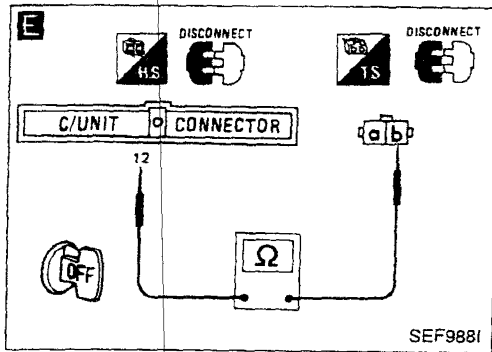 E
DISCONNECT
H.S
DISCONNECT
T.S
C/UNIT CONNECTOR
a b
12
OFF
Ω
SEF988I